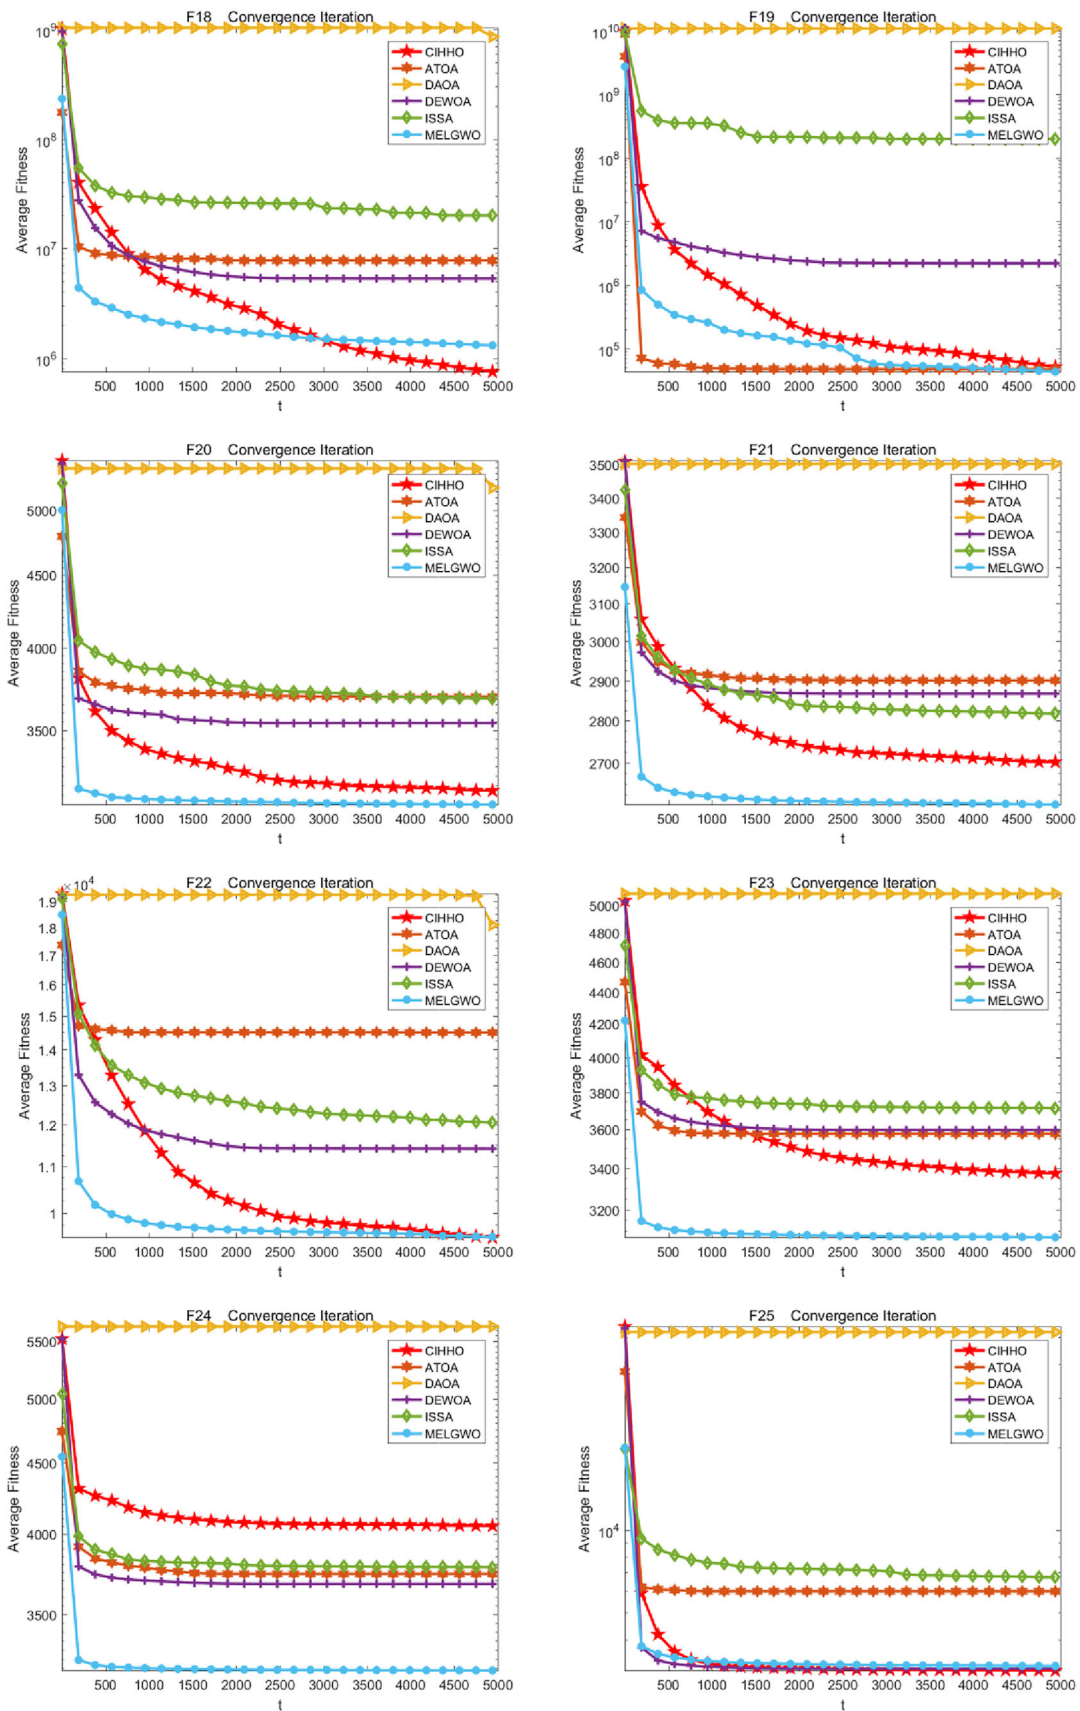 F18 Convergence Iteration
10^9
10^8
10^7
10^6
Average Fitness
CIHHO
ATOA
DAOA
DEWOA
ISSA
MELGWO
500 1000 1500 2000 2500 3000 3500 4000 4500 5000
t
F19 Convergence Iteration
10^10
10^9
10^8
10^7
10^6
10^5
Average Fitness
CIHHO
ATOA
DAOA
DEWOA
ISSA
MELGWO
500 1000 1500 2000 2500 3000 3500 4000 4500 5000
t
F20 Convergence Iteration
5000
4500
4000
3500
Average Fitness
CIHHO
ATOA
DAOA
DEWOA
ISSA
MELGWO
500 1000 1500 2000 2500 3000 3500 4000 4500 5000
t
F21 Convergence Iteration
3500
3400
3300
3200
3100
3000
2900
2800
2700
Average Fitness
CIHHO
ATOA
DAOA
DEWOA
ISSA
MELGWO
500 1000 1500 2000 2500 3000 3500 4000 4500 5000
t
F22 Convergence Iteration
× 10^4
1.9
1.8
1.7
1.6
1.5
1.4
1.3
1.2
1.1
1
Average Fitness
CIHHO
ATOA
DAOA
DEWOA
ISSA
MELGWO
500 1000 1500 2000 2500 3000 3500 4000 4500 5000
t
F23 Convergence Iteration
5000
4800
4600
4400
4200
4000
3800
3600
3400
3200
Average Fitness
CIHHO
ATOA
DAOA
DEWOA
ISSA
MELGWO
500 1000 1500 2000 2500 3000 3500 4000 4500 5000
t
F24 Convergence Iteration
5500
5000
4500
4000
3500
Average Fitness
CIHHO
ATOA
DAOA
DEWOA
ISSA
MELGWO
500 1000 1500 2000 2500 3000 3500 4000 4500 5000
t
F25 Convergence Iteration
10^4
Average Fitness
CIHHO
ATOA
DAOA
DEWOA
ISSA
MELGWO
500 1000 1500 2000 2500 3000 3500 4000 4500 5000
t